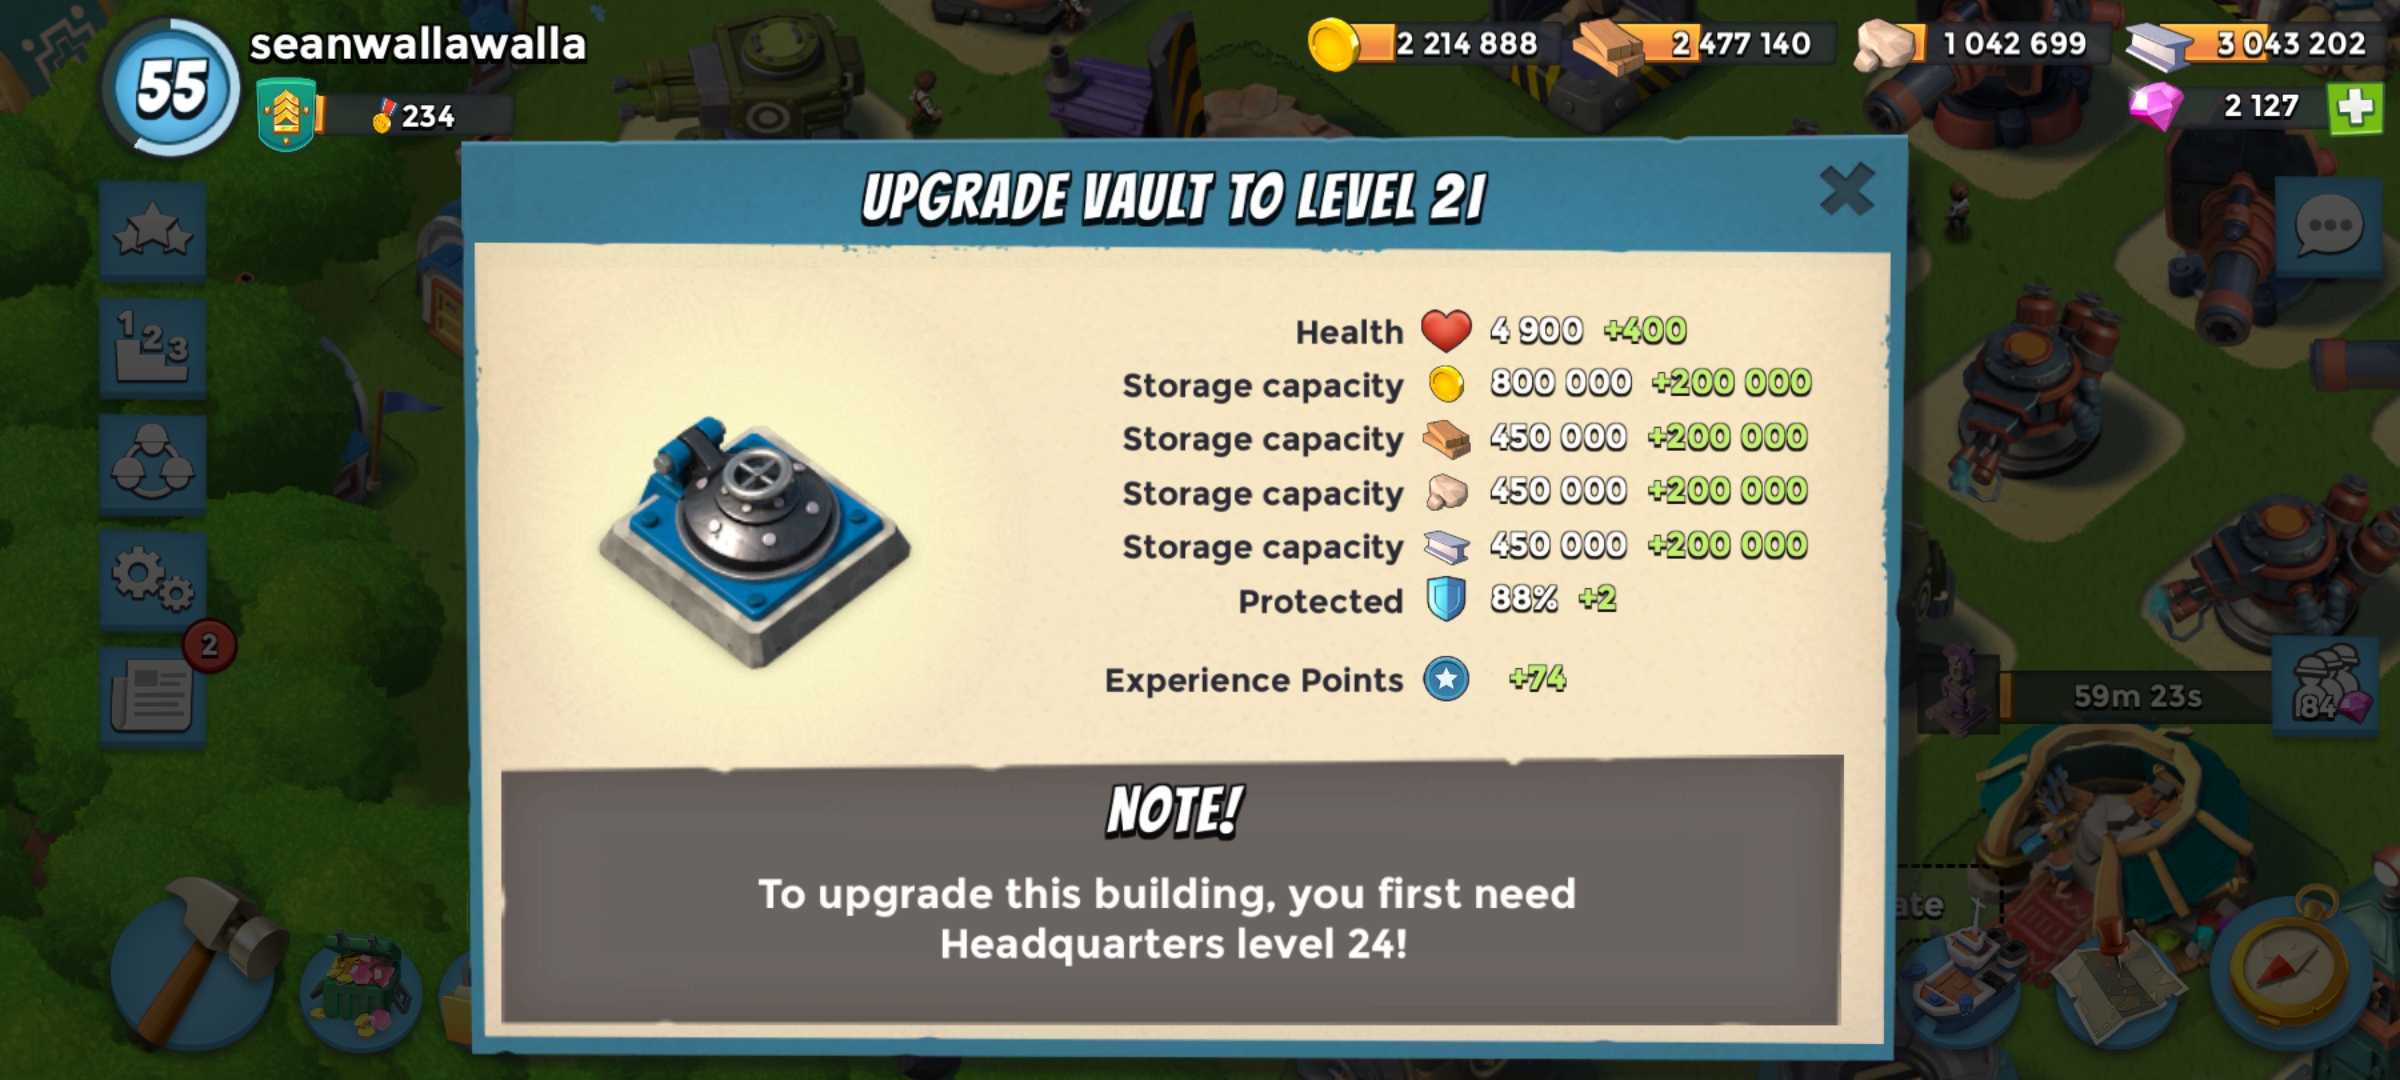 55
seanwallawalla
234
2 214 888
2 477 140
1 042 699
3 043 202
2 127
UPGRADE VAULT TO LEVEL 21
Health 4 900 +400
Storage capacity 800 000 +200 000
Storage capacity 450 000 +200 000
Storage capacity 450 000 +200 000
Storage capacity 450 000 +200 000
Protected 88% +2
Experience Points +74
1 2 3
2
59m 23s
84
NOTE!
To upgrade this building, you first need
Headquarters level 24!
ate